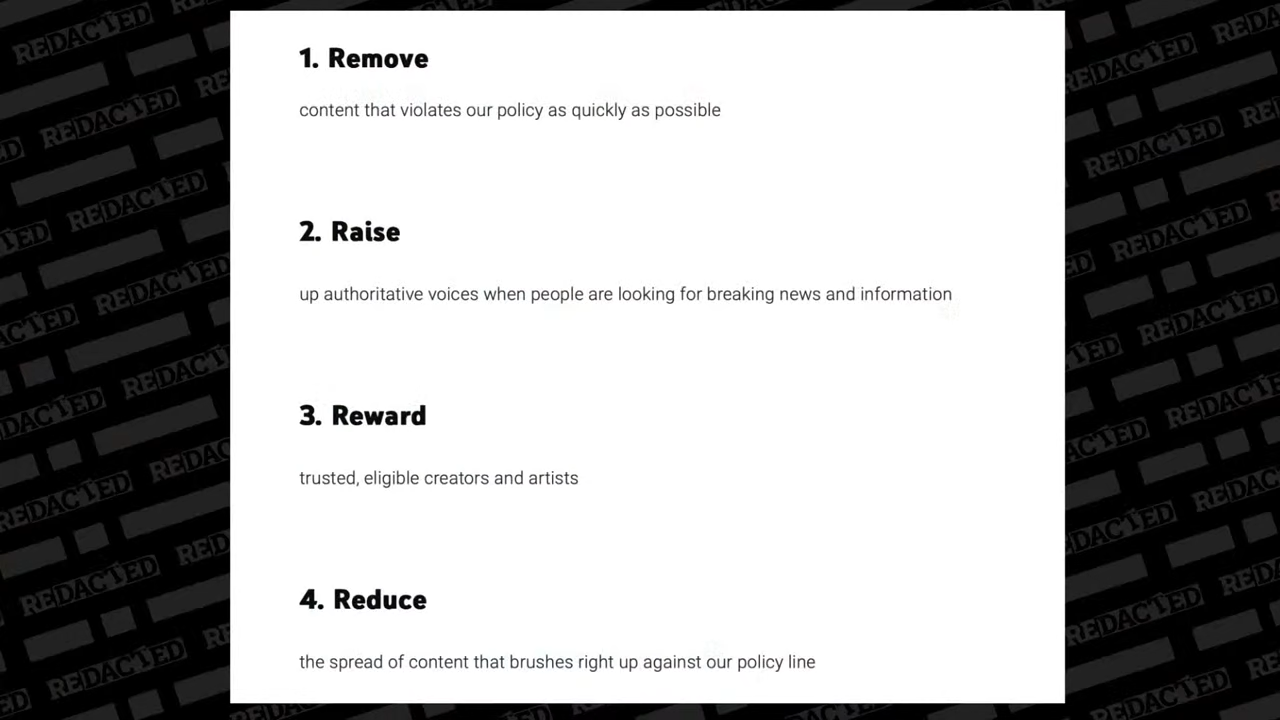 1. Remove
content that violates our policy as quickly as possible
2. Raise
up authoritative voices when people are looking for breaking news and information
3. Reward
trusted, eligible creators and artists
4. Reduce
the spread of content that brushes right up against our policy line
REDACTED